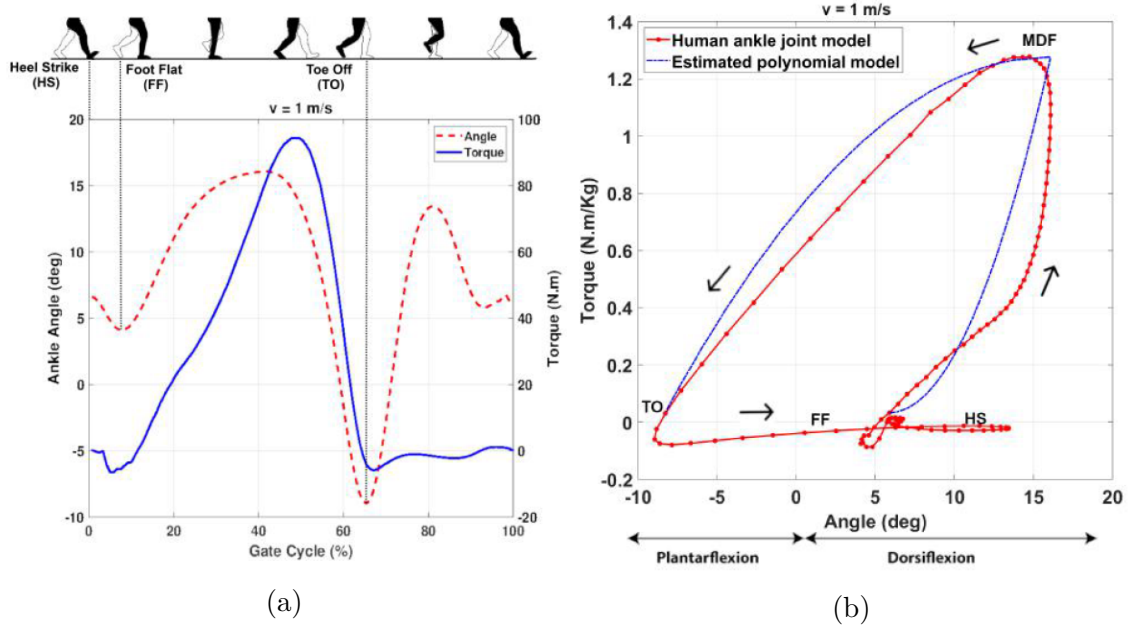 Heel Strike
(HS)
Foot Flat
(FF)
Toe Off
(TO)
v = 1 m/s
Angle
Torque
20
15
10
5
0
-5
-10
Ankle Angle (deg)
100
80
60
40
20
0
-20
Torque (N.m)
0
20
40
60
80
100
Gate Cycle (%)
(a)
v = 1 m/s
Human ankle joint model
Estimated polynomial model
MDF
TO
FF
HS
1.4
1.2
1
0.8
0.6
0.4
0.2
0
-0.2
Torque (N.m/Kg)
-10
-5
0
5
10
15
20
Angle (deg)
Plantarflexion
Dorsiflexion
(b)